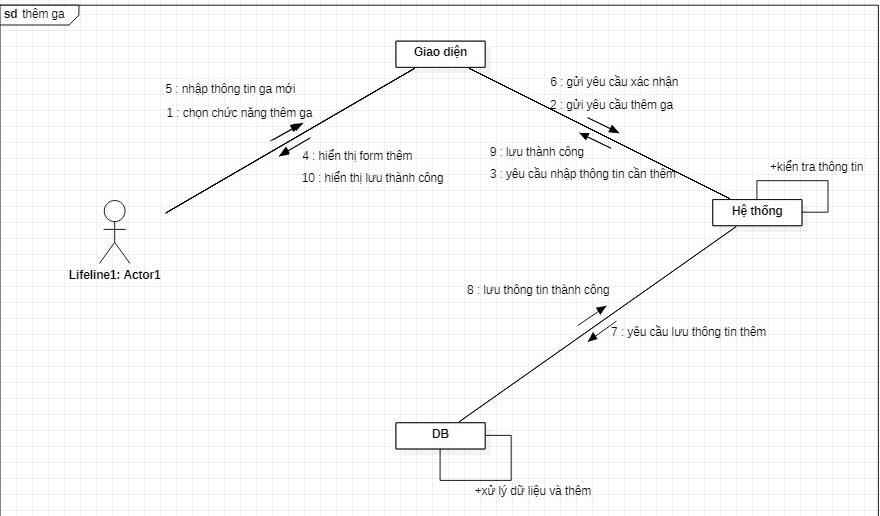 sd thêm ga
Giao diện
5 : nhập thông tin ga mới
1 : chọn chức năng thêm ga
6 : gửi yêu cầu xác nhận
2 : gửi yêu cầu thêm ga
4 : hiển thị form thêm
10 : hiển thị lưu thành công
9 : lưu thành công
3 : yêu cầu nhập thông tin cần thêm
+kiển tra thông tin
Hệ thống
Lifeline1: Actor1
8 : lưu thông tin thành công
7 : yêu cầu lưu thông tin thêm
DB
+xử lý dữ liệu và thêm